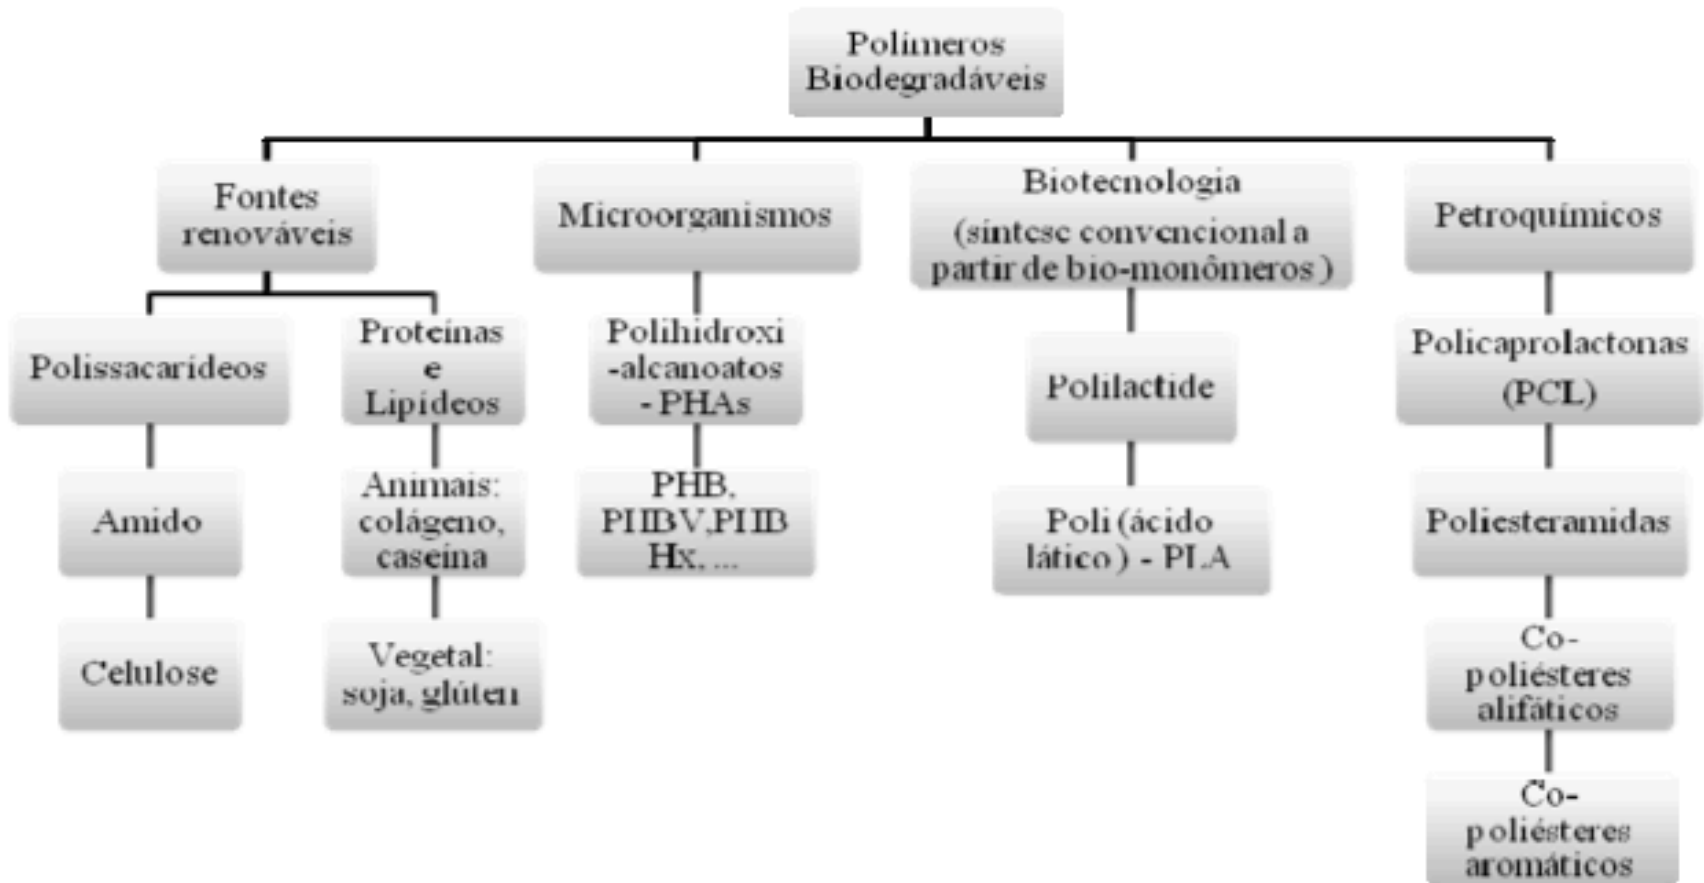 Polímeros
Biodegradáveis
Fontes
renováveis
Microorganismos
Biotecnologia
(síntese convencional a
partir de bio-monômeros )
Petroquímicos
Polissacarídeos
Proteínas
e
Lipídeos
Polihidroxi
-alcanoatos
- PHAs
Polilactide
Policaprolactonas
(PCL)
Amido
Animais:
colágeno,
caseína
PHB,
PHBV,PHB
Hx, ...
Poli (ácido
lático ) - PLA
Poliesteramidas
Celulose
Vegetal:
soja, glúten
Co-
poliésteres
alifáticos
Co-
poliésteres
aromáticos